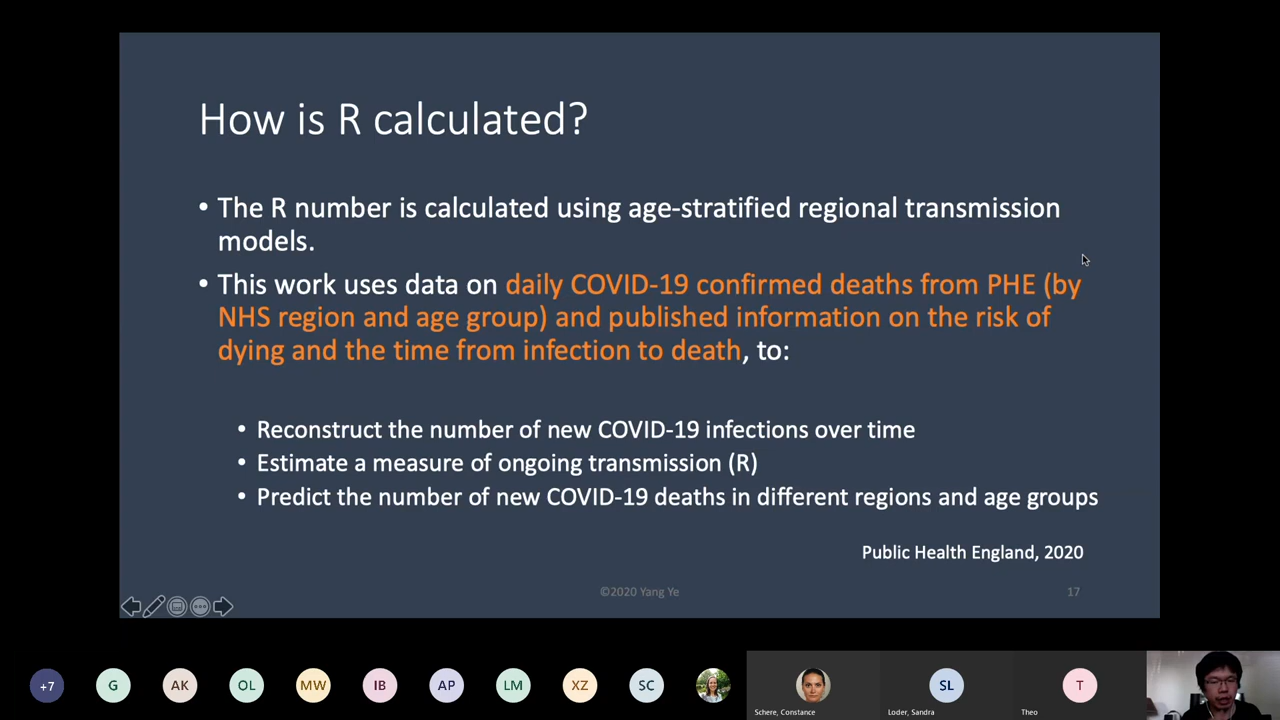 How is R calculated?
• The R number is calculated using age-stratified regional transmission
models.
• This work uses data on daily COVID-19 confirmed deaths from PHE (by
NHS region and age group) and published information on the risk of
dying and the time from infection to death, to:
• Reconstruct the number of new COVID-19 infections over time
• Estimate a measure of ongoing transmission (R)
• Predict the number of new COVID-19 deaths in different regions and age groups
Public Health England, 2020
©2020 Yang Ye
17
+7
G
AK
OL
MW
IB
AP
LM
XZ
SC
SL
T
Schere, Constance
Loder, Sandra
Theo